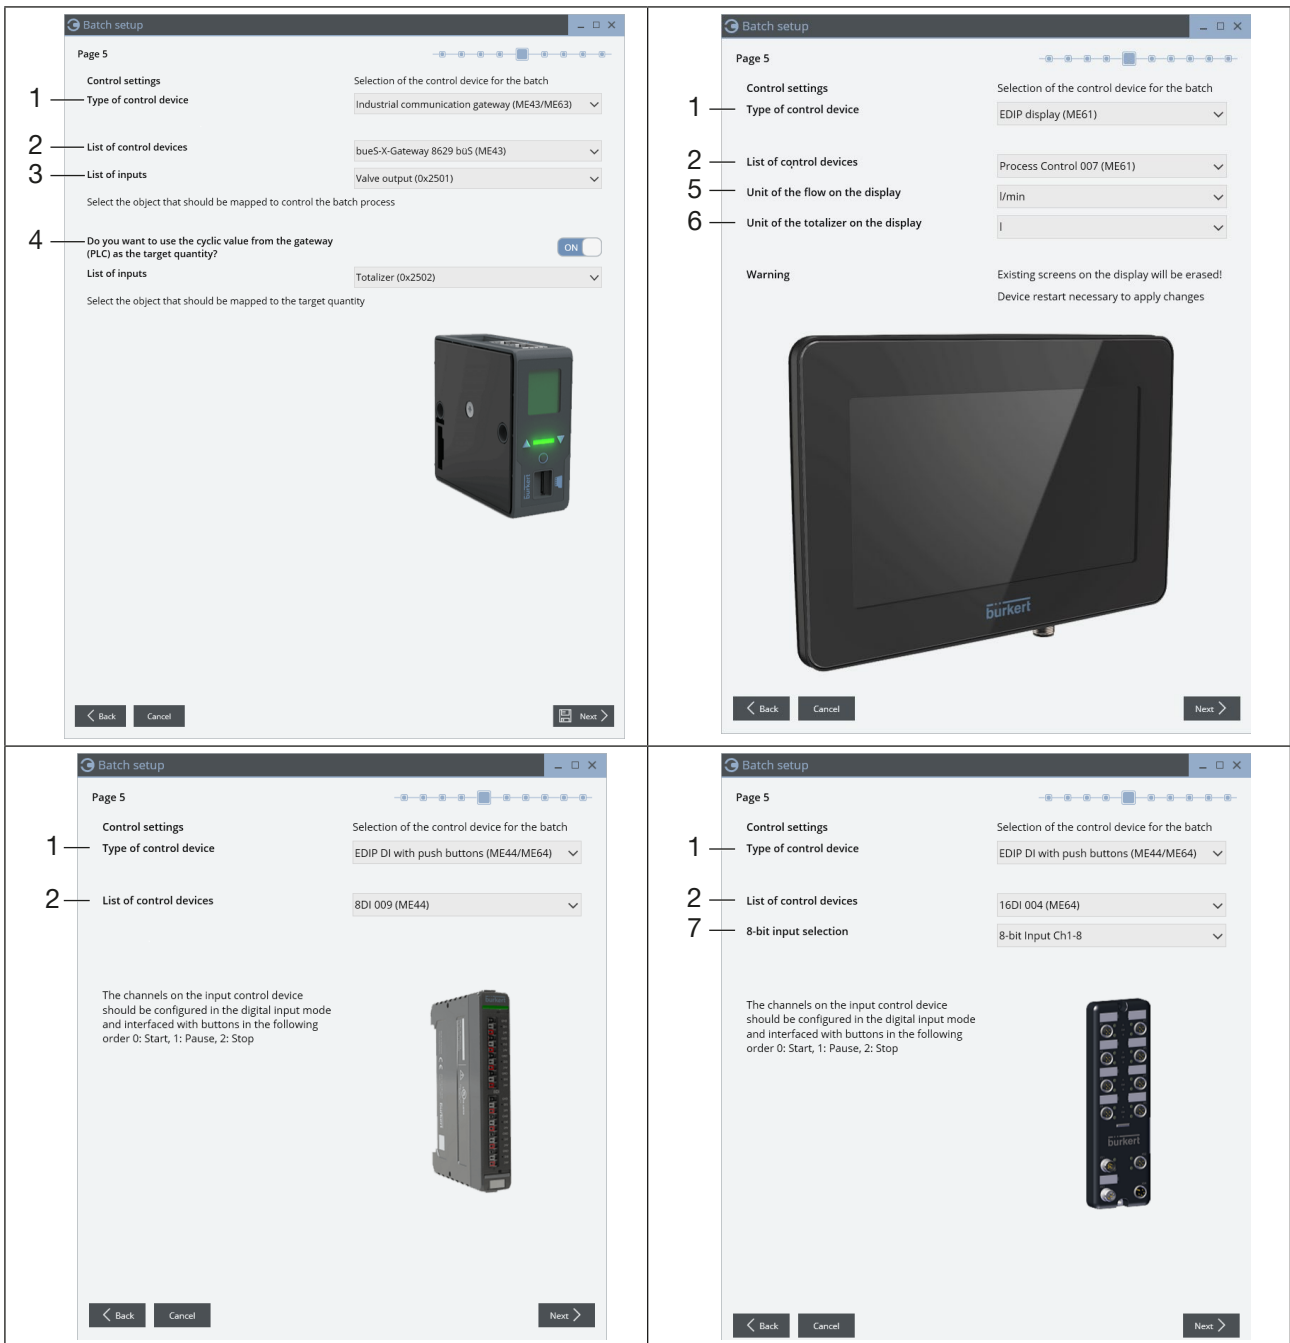 Batch setup
Page 5
Control settings Selection of the control device for the batch
1 Type of control device Industrial communication gateway (ME43/ME63)
2 List of control devices bueS-X-Gateway 8629 büS (ME43)
3 List of inputs Valve output (0x2501)
Select the object that should be mapped to control the batch process
4 Do you want to use the cyclic value from the gateway
(PLC) as the target quantity? ON
List of inputs Totalizer (0x2502)
Select the object that should be mapped to the target quantity
burkert
Back Cancel Next
Batch setup
Page 5
Control settings Selection of the control device for the batch
1 Type of control device EDIP display (ME61)
2 List of control devices Process Control 007 (ME61)
5 Unit of the flow on the display l/min
6 Unit of the totalizer on the display l
Warning Existing screens on the display will be erased!
Device restart necessary to apply changes
bürkert
Back Cancel Next
Batch setup
Page 5
Control settings Selection of the control device for the batch
1 Type of control device EDIP DI with push buttons (ME44/ME64)
2 List of control devices 8DI 009 (ME44)
The channels on the input control device
should be configured in the digital input mode
and interfaced with buttons in the following
order 0: Start, 1: Pause, 2: Stop
Back Cancel Next
Batch setup
Page 5
Control settings Selection of the control device for the batch
1 Type of control device EDIP DI with push buttons (ME44/ME64)
2 List of control devices 16DI 004 (ME64)
7 8-bit input selection 8-bit Input Ch1-8
The channels on the input control device
should be configured in the digital input mode
and interfaced with buttons in the following
order 0: Start, 1: Pause, 2: Stop
bürkert
Back Cancel Next